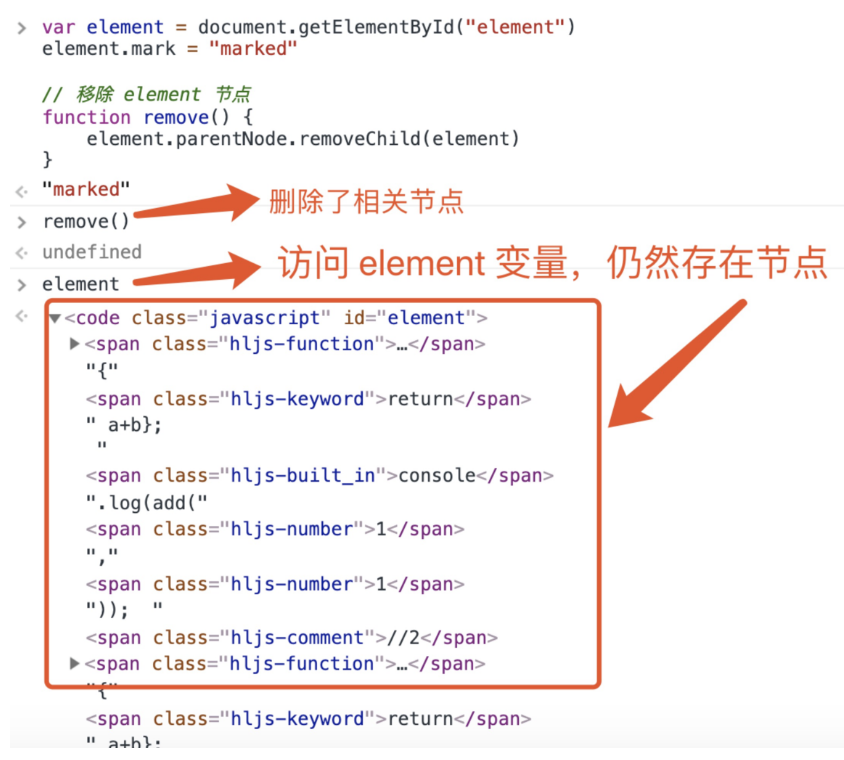 var element = document.getElementById("element")
element.mark = "marked"
// 移除 element 节点
function remove() {
element.parentNode.removeChild(element)
}
"marked"
remove()
删除了相关节点
undefined
访问 element 变量，仍然存在节点
element
<code class="javascript" id="element">
<span class="hljs-function">…</span>
"{"
<span class="hljs-keyword">return</span>
" a+b};
"
<span class="hljs-built_in">console</span>
".log(add("
<span class="hljs-number">1</span>
","
<span class="hljs-number">1</span>
"));  "
<span class="hljs-comment">//2</span>
<span class="hljs-function">…</span>
"{"
<span class="hljs-keyword">return</span>
" a+b};